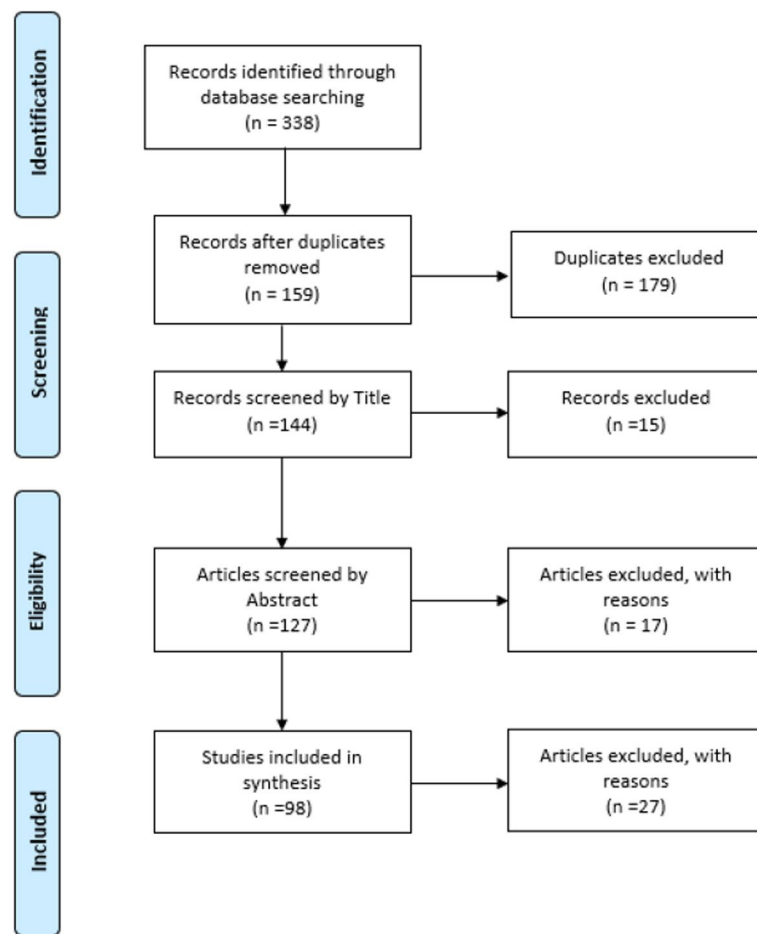 Identification
Records identified through
database searching
(n = 338)
Records after duplicates
removed
(n = 159)
Duplicates excluded
(n = 179)
Screening
Records screened by Title
(n =144)
Records excluded
(n =15)
Eligibility
Articles screened by
Abstract
(n =127)
Articles excluded, with
reasons
(n = 17)
Included
Studies included in
synthesis
(n =98)
Articles excluded, with
reasons
(n =27)